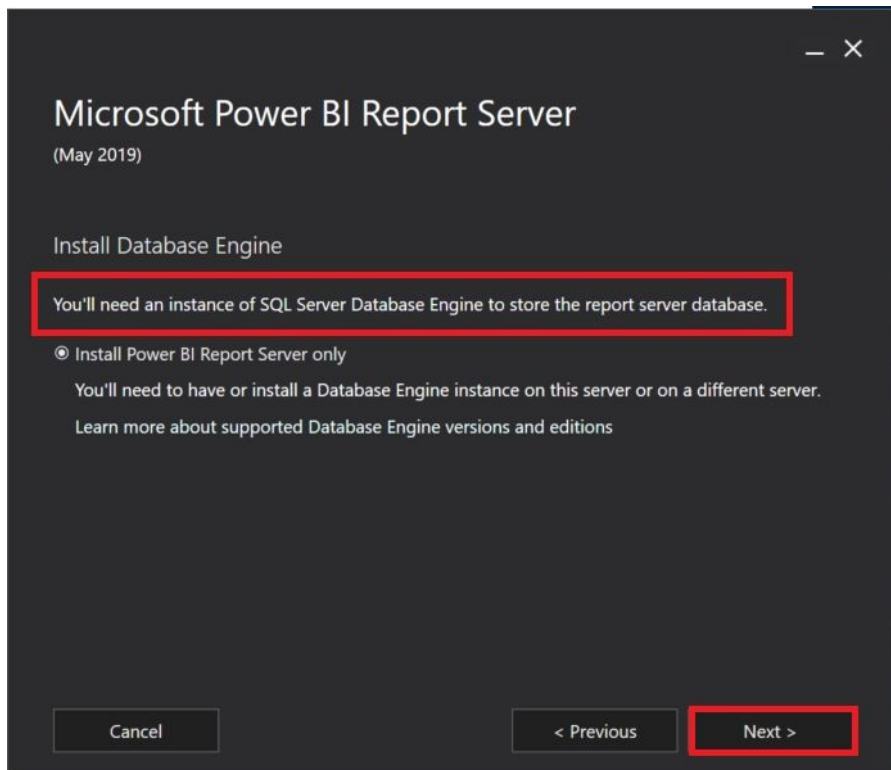 Microsoft Power BI Report Server
(May 2019)
Install Database Engine
You'll need an instance of SQL Server Database Engine to store the report server database.
Install Power BI Report Server only
You'll need to have or install a Database Engine instance on this server or on a different server.
Learn more about supported Database Engine versions and editions
Cancel
< Previous
Next >